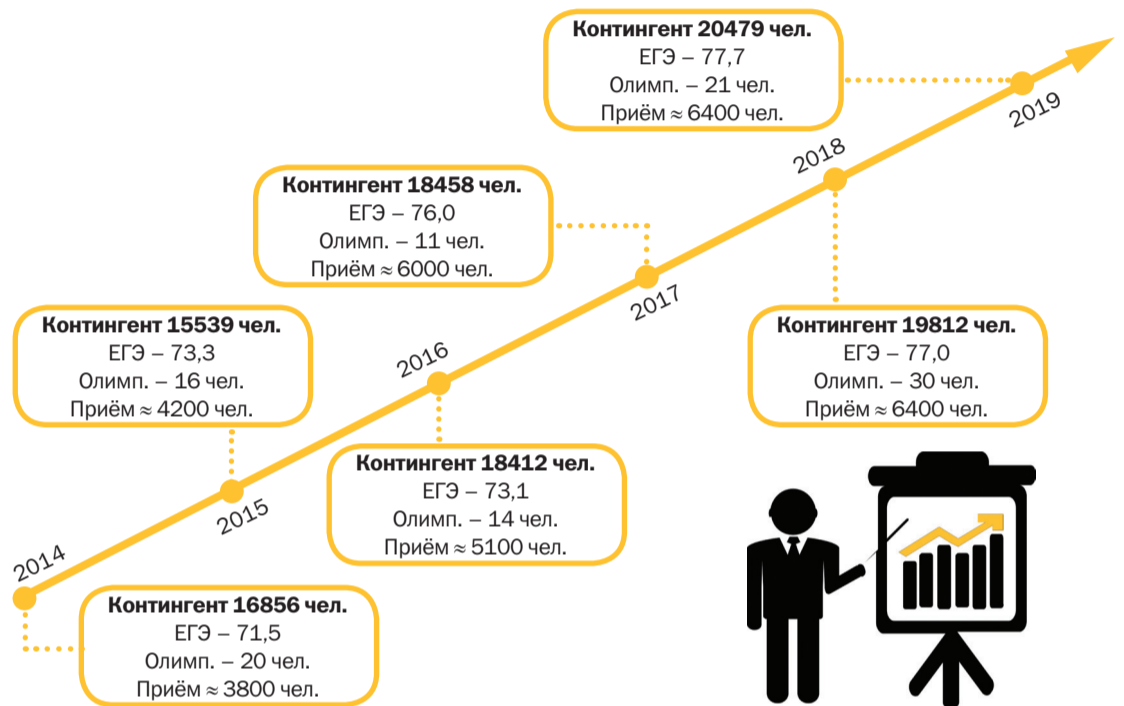 Контингент 20479 чел.
ЕГЭ – 77,7
Олимп. – 21 чел.
Приём ≈ 6400 чел.
2019
2018
Контингент 18458 чел.
ЕГЭ – 76,0
Олимп. – 11 чел.
Приём ≈ 6000 чел.
2017
Контингент 15539 чел.
ЕГЭ – 73,3
Олимп. – 16 чел.
Приём ≈ 4200 чел.
Контингент 19812 чел.
ЕГЭ – 77,0
Олимп. – 30 чел.
Приём ≈ 6400 чел.
2016
Контингент 18412 чел.
ЕГЭ – 73,1
Олимп. – 14 чел.
Приём ≈ 5100 чел.
2015
2014
Контингент 16856 чел.
ЕГЭ – 71,5
Олимп. – 20 чел.
Приём ≈ 3800 чел.